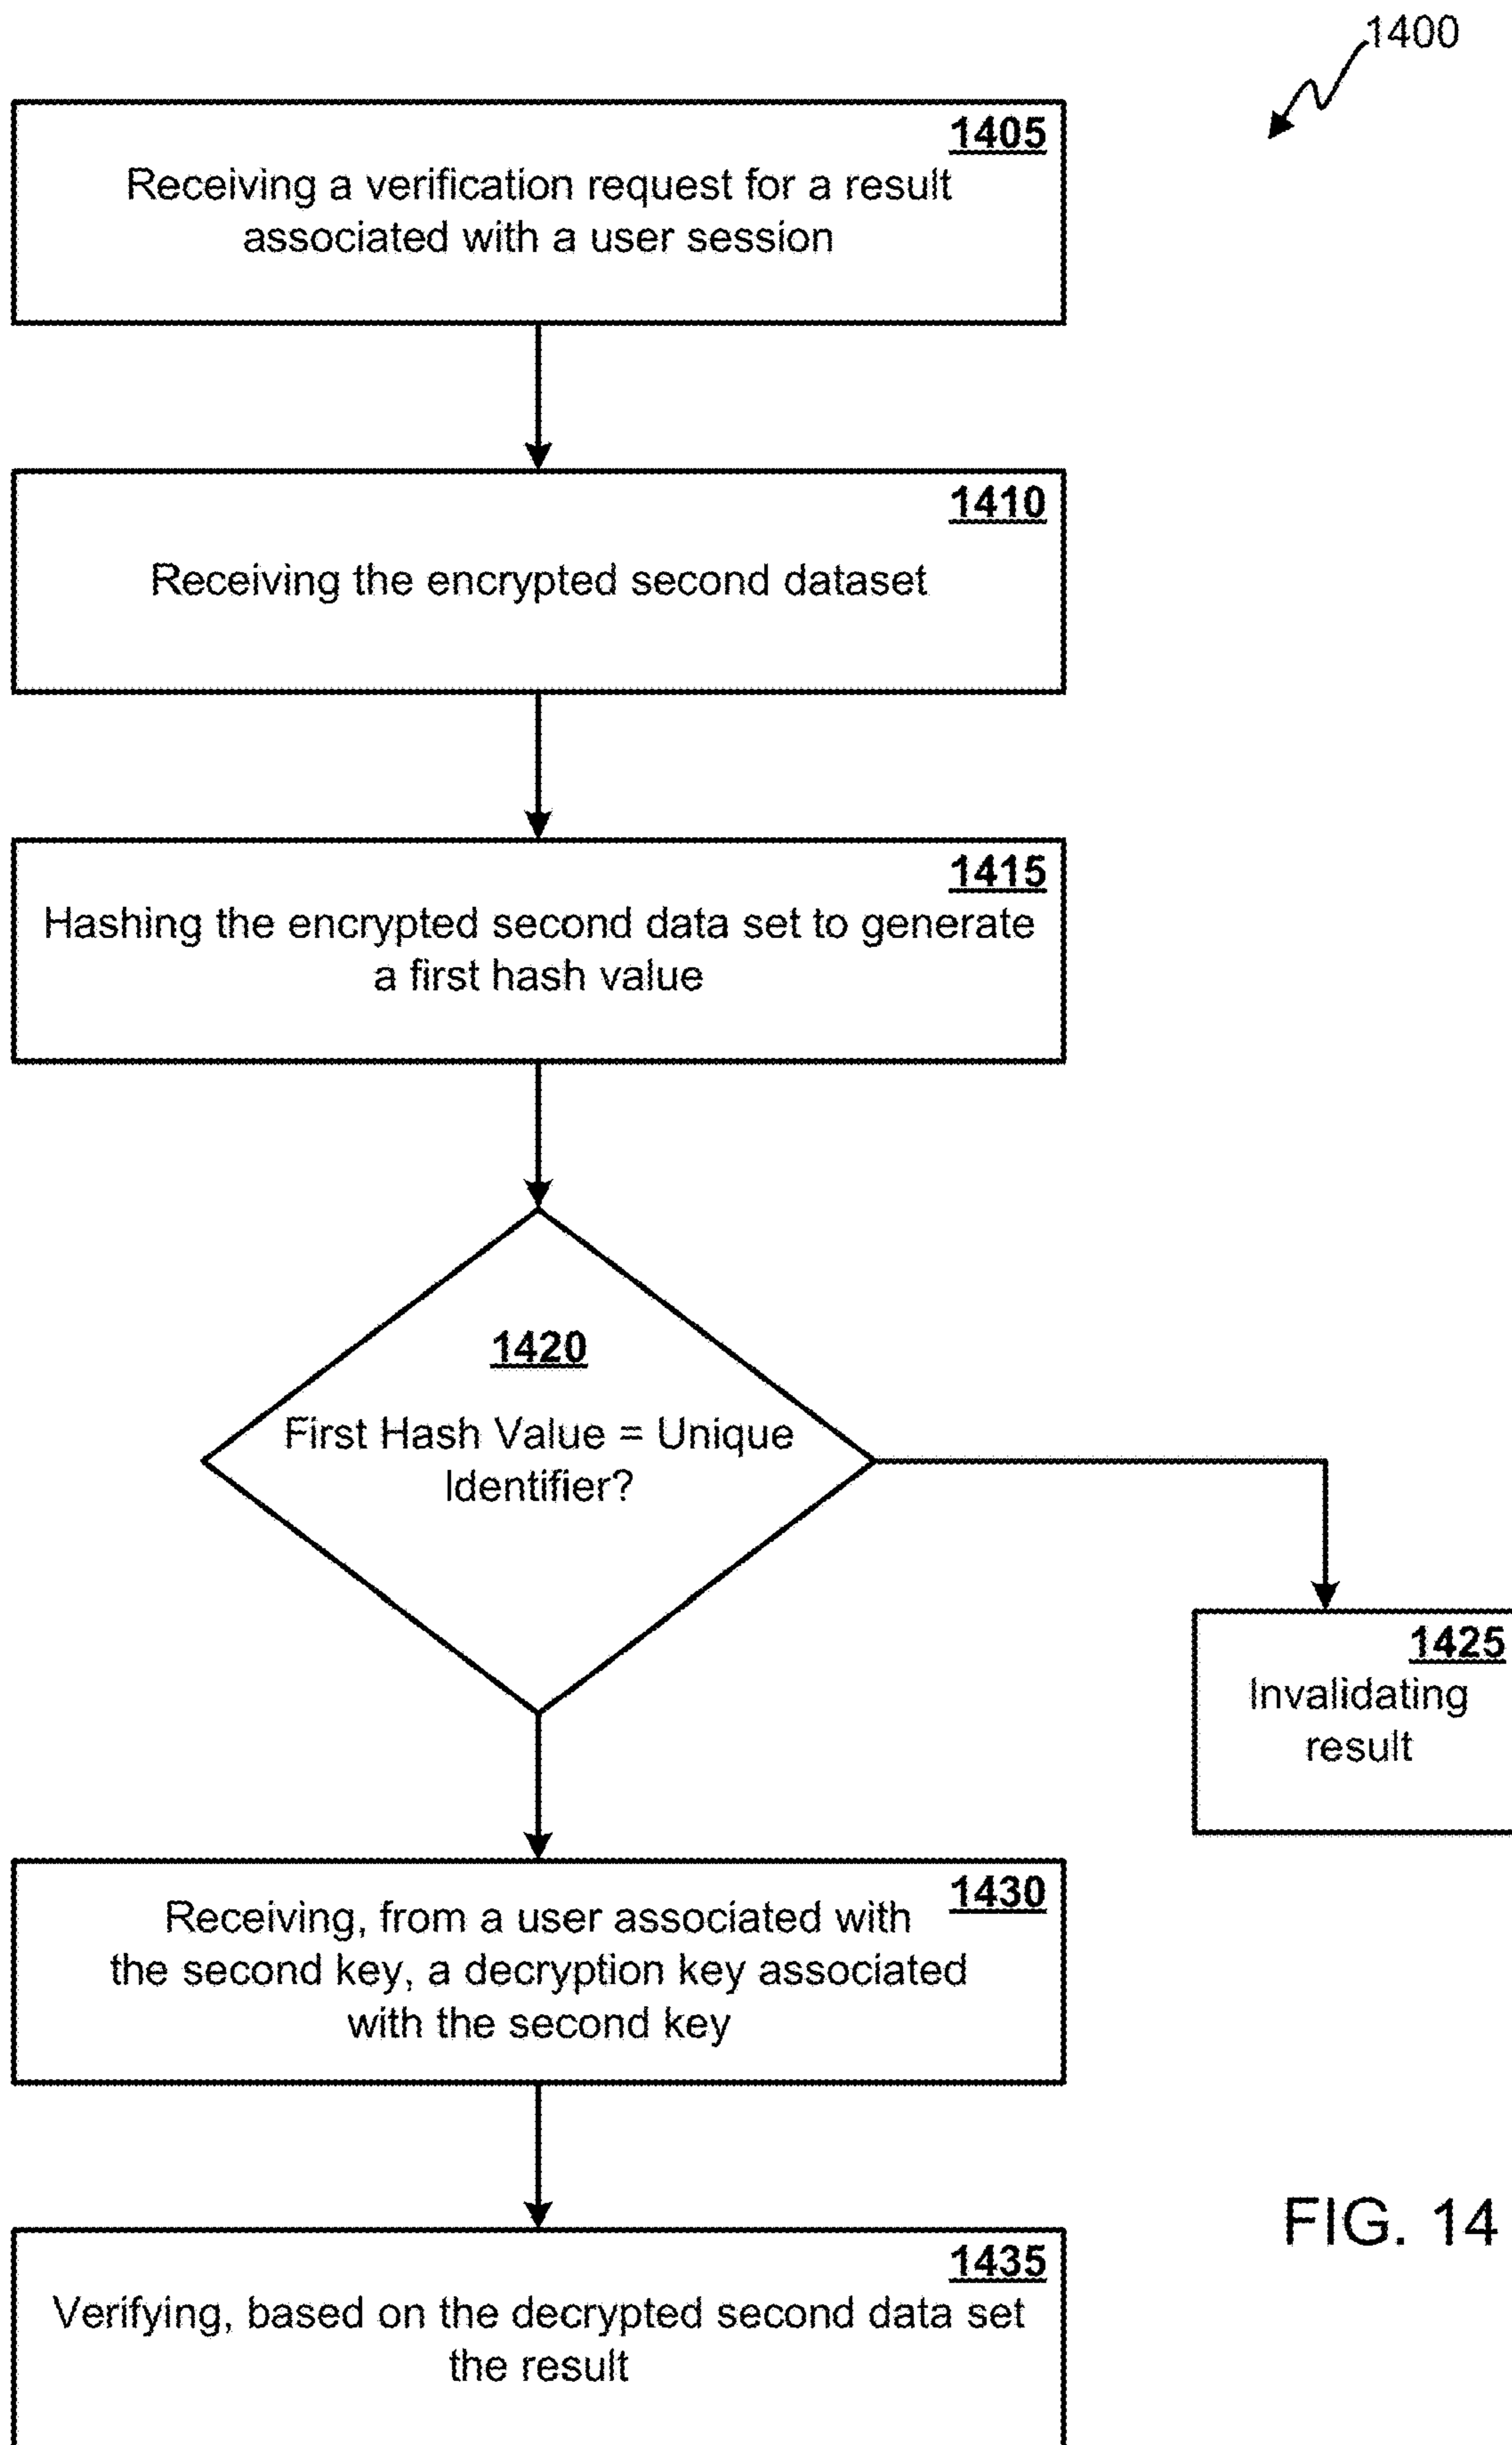 1400
1405
Receiving a verification request for a result
associated with a user session
1410
Receiving the encrypted second dataset
1415
Hashing the encrypted second data set to generate
a first hash value
1420
First Hash Value = Unique
Identifier?
1425
Invalidating
result
1430
Receiving, from a user associated with
the second key, a decryption key associated
with the second key
1435
Verifying, based on the decrypted second data set
the result
FIG. 14